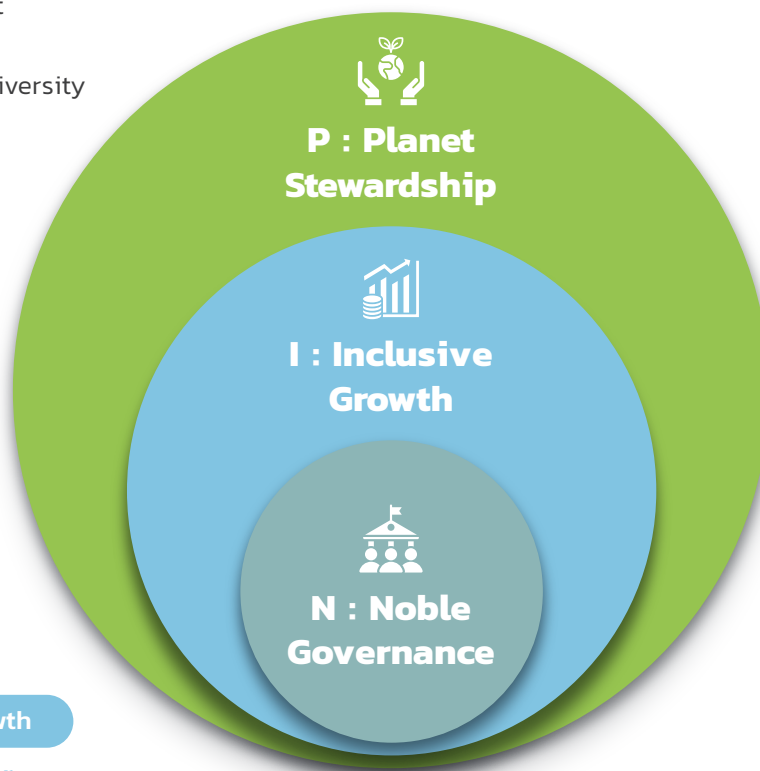 P : Planet
Stewardship
I : Inclusive
Growth
N : Noble
Governance